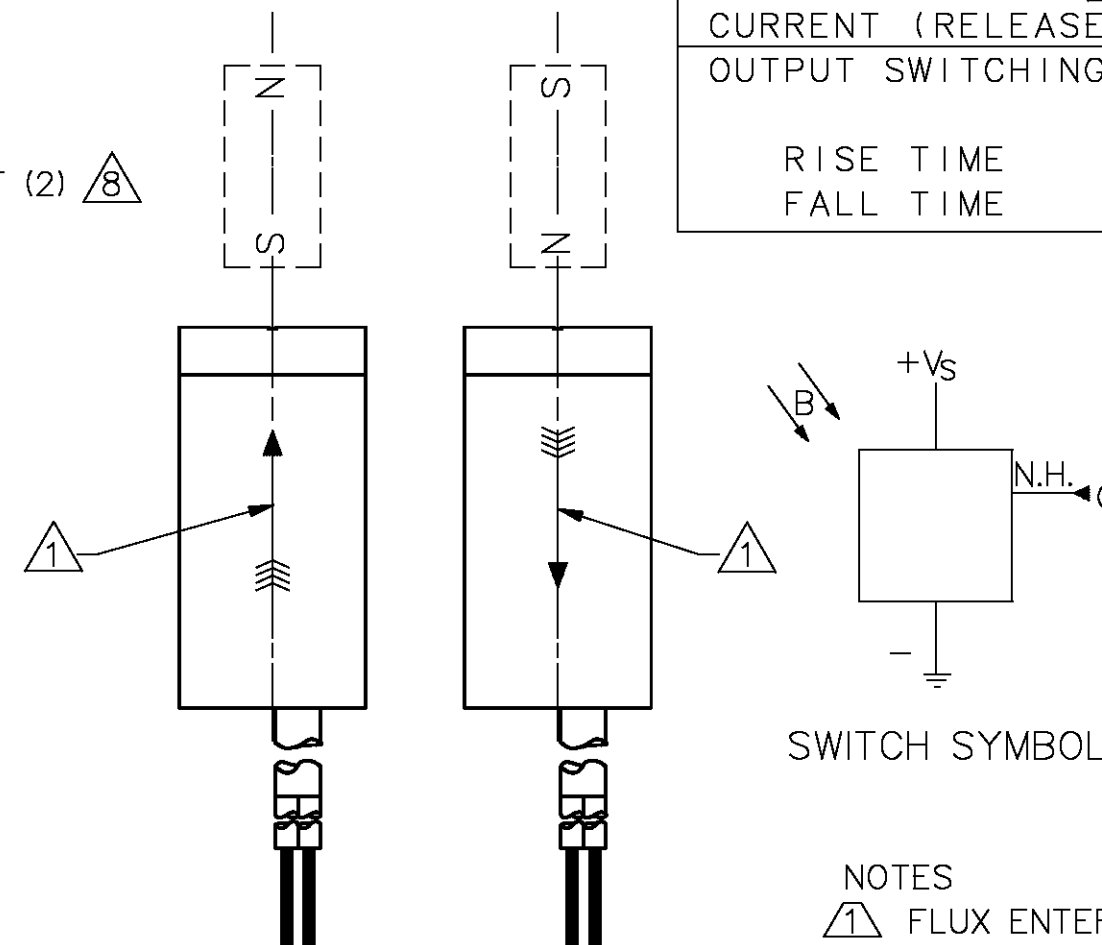 CURRENT (RELEASE
OUTPUT SWITCHING
RISE TIME
FALL TIME
(2) 8
N
S
S
N
1
1
B
+VS
N.H.
—
SWITCH SYMBOL
NOTES
1 FLUX ENTER